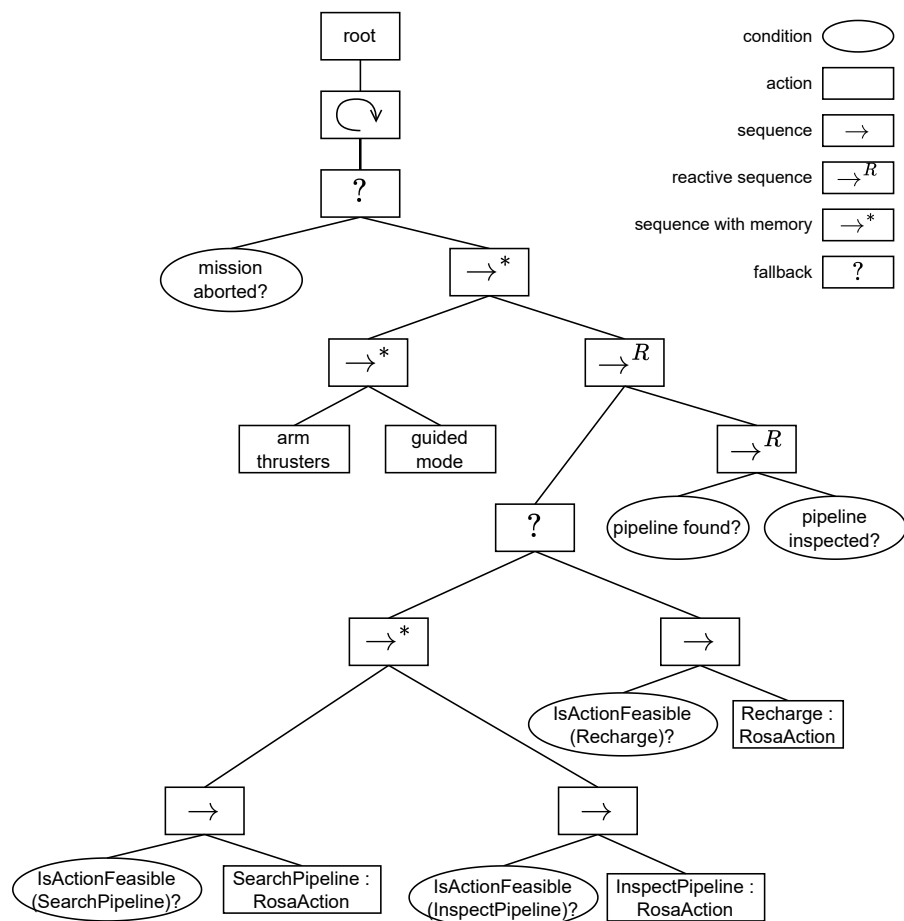 root
condition
action
sequence
→
reactive sequence
→R
sequence with memory
→*
fallback
?
?
mission
aborted?
→*
→*
→R
arm
thrusters
guided
mode
→R
pipeline found?
pipeline
inspected?
?
→*
→
IsActionFeasible
(Recharge)?
Recharge :
RosaAction
→
→
IsActionFeasible
(SearchPipeline)?
SearchPipeline :
RosaAction
IsActionFeasible
(InspectPipeline)?
InspectPipeline :
RosaAction